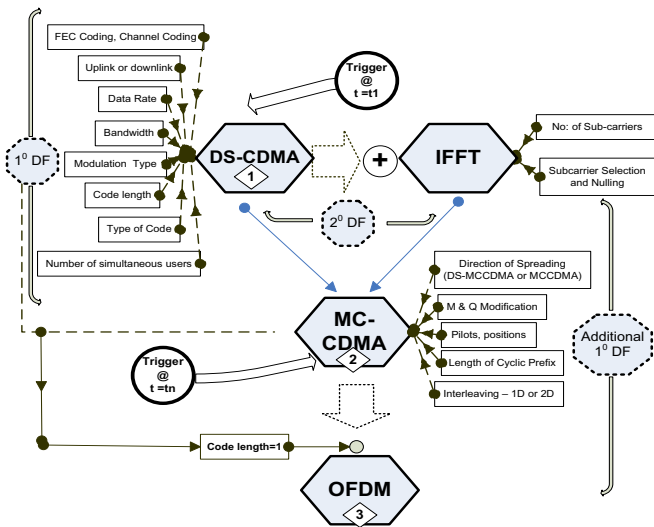 FEC Coding, Channel Coding
Uplink or downlink
Data Rate
Bandwidth
Modulation Type
Code length
Type of Code
Number of simultaneous users
1⁰ DF
Trigger
@
t =t1
DS-CDMA
1
+
IFFT
No: of Sub-carriers
Subcarrier Selection
and Nulling
2⁰ DF
Direction of Spreading
(DS-MCCDMA or MCCDMA)
M & Q Modification
Pilots, positions
Length of Cyclic Prefix
Interleaving – 1D or 2D
Additional
1⁰ DF
MC-
CDMA
2
Trigger
@
t =tn
Code length=1
OFDM
3